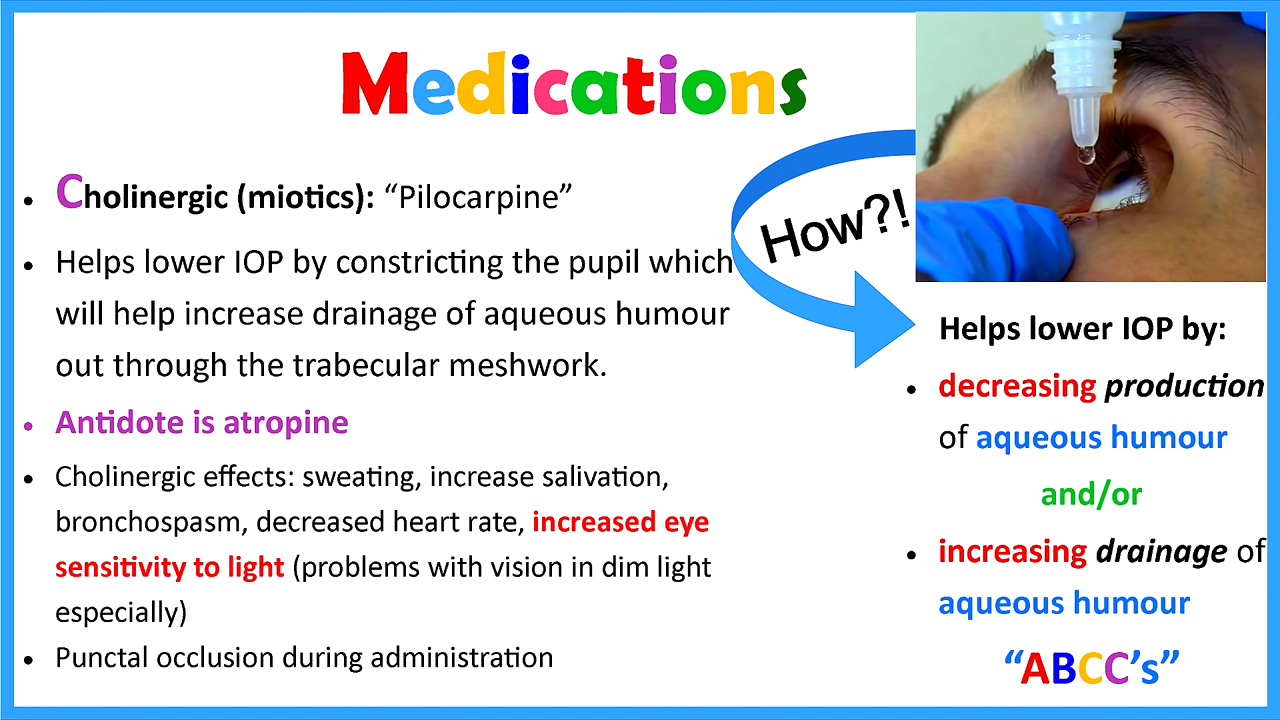 Medications
• Cholinergic (miotics): “Pilocarpine”
• Helps lower IOP by constricting the pupil which
will help increase drainage of aqueous humour
out through the trabecular meshwork.
• Antidote is atropine
• Cholinergic effects: sweating, increase salivation,
bronchospasm, decreased heart rate, increased eye
sensitivity to light (problems with vision in dim light
especially)
• Punctal occlusion during administration
How?!
Helps lower IOP by:
• decreasing production
of aqueous humour
and/or
• increasing drainage of
aqueous humour
“ABCC’s”